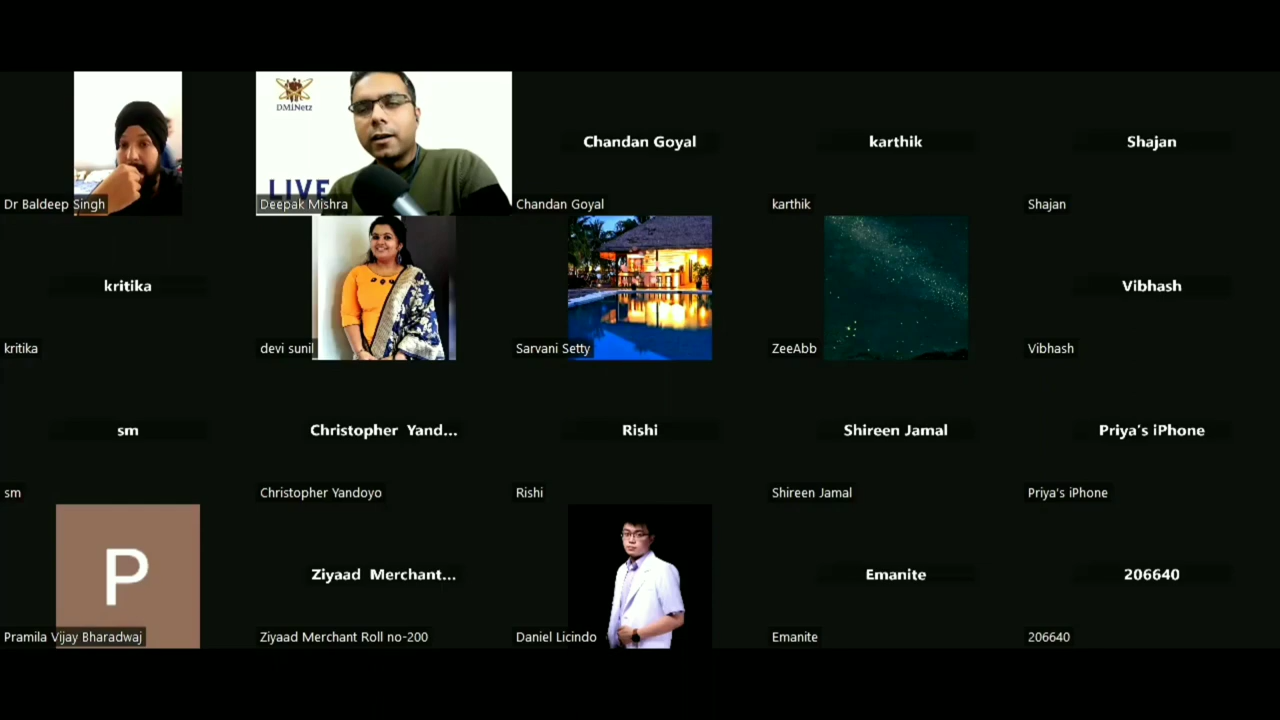 DMINetz
Chandan Goyal
karthik
Shajan
LIVE
Dr Baldeep Singh
Deepak Mishra
Chandan Goyal
karthik
Shajan
kritika
Vibhash
kritika
devi sunil
Sarvani Setty
ZeeAbb
Vibhash
sm
Christopher Yand...
Rishi
Shireen Jamal
Priya's iPhone
sm
Christopher Yandoyo
Rishi
Shireen Jamal
Priya's iPhone
P
Ziyaad Merchant...
Emanite
206640
Pramila Vijay Bharadwaj
Ziyaad Merchant Roll no-200
Daniel Licindo
Emanite
206640